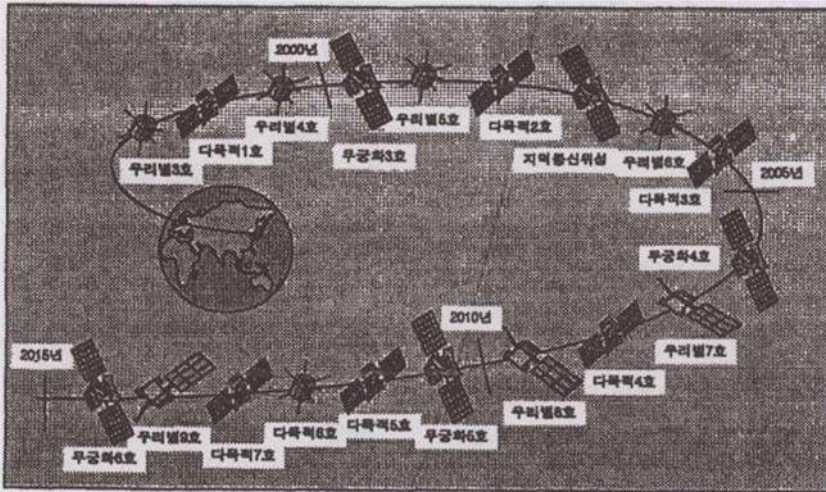 2000년
우리별3호
다목적1호
우리별4호
무궁화3호
우리별5호
다목적2호
지역통신위성
우리별6호
다목적3호
2005년
무궁화4호
우리별7호
다목적4호
우리별8호
2010년
무궁화5호
다목적5호
다목적6호
다목적7호
우리별9호
무궁화6호
2015년